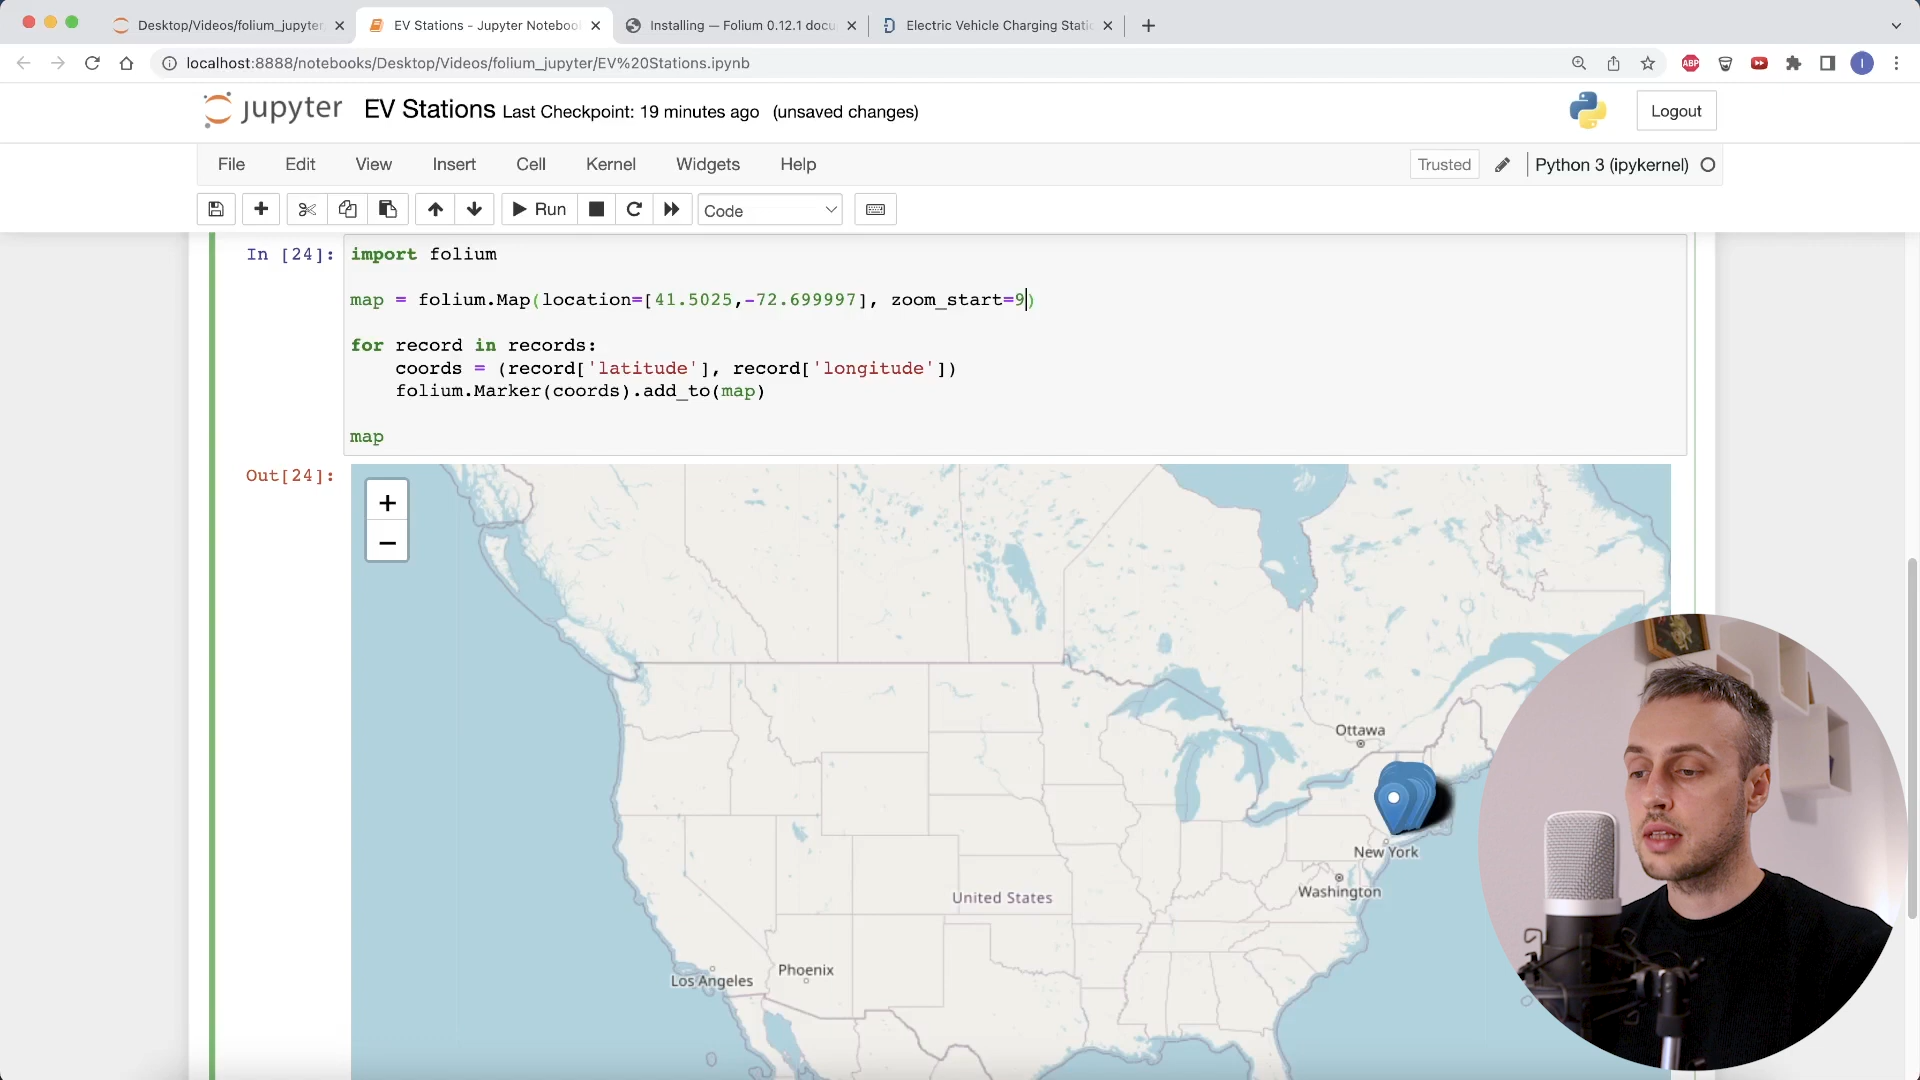 Desktop/Videos/folium_jupyter
EV Stations - Jupyter Noteboo
Installing — Folium 0.12.1 docu
Electric Vehicle Charging Stati
localhost:8888/notebooks/Desktop/Videos/folium_jupyter/EV%20Stations.ipynb
ABP
I
jupyter EV Stations Last Checkpoint: 19 minutes ago (unsaved changes)
Logout
File Edit View Insert Cell Kernel Widgets Help
Trusted
Python 3 (ipykernel)
Run
Code
In [24]:
import folium
map = folium.Map(location=[41.5025,-72.699997], zoom_start=9)
for record in records:
coords = (record['latitude'], record['longitude'])
folium.Marker(coords).add_to(map)
map
Out[24]:
+
−
Ottawa
New York
Washington
United States
Phoenix
Los Angeles